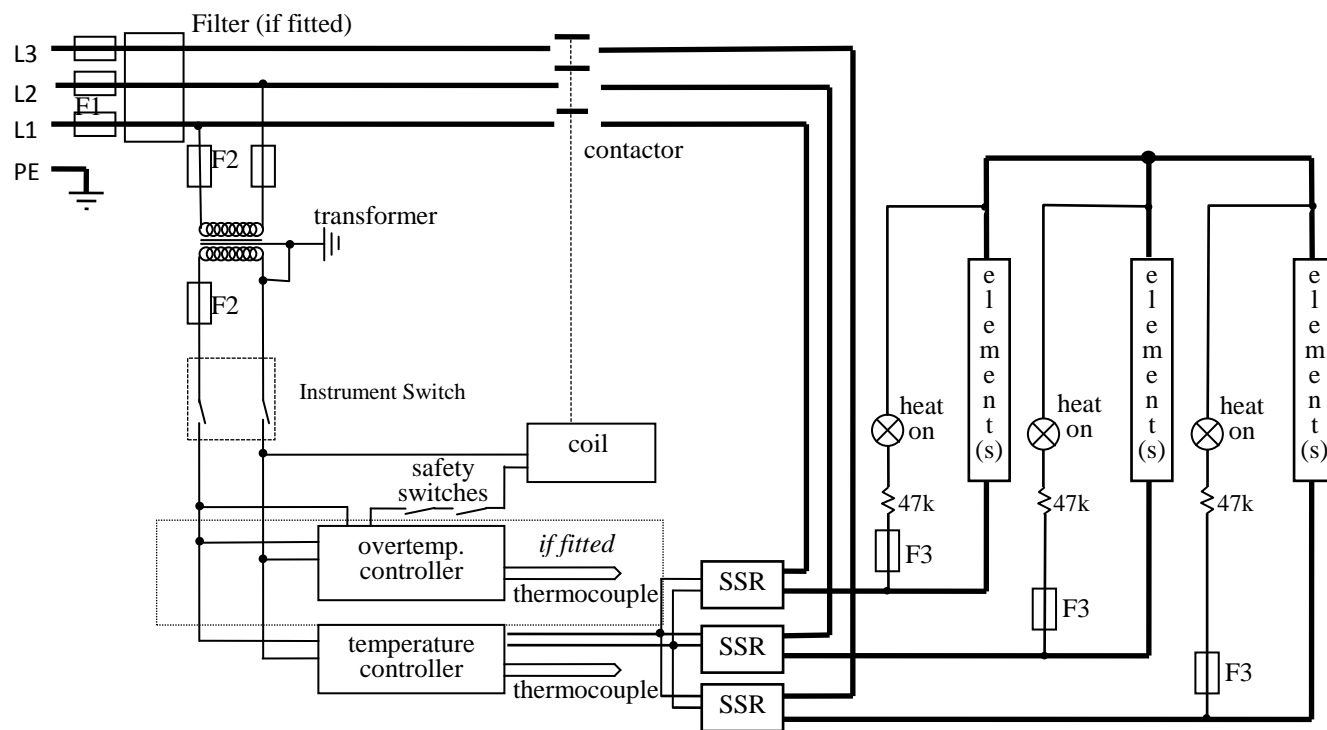 Filter (if fitted)
L3
L2
F1
L1
contactor
F2
PE
transformer
F2
Instrument Switch
coil
safety
switches
overtemp.
controller
if fitted
thermocouple
temperature
controller
thermocouple
SSR
SSR
SSR
heat
on
47k
F3
element(s)
heat
on
47k
F3
element(s)
heat
on
47k
F3
element(s)